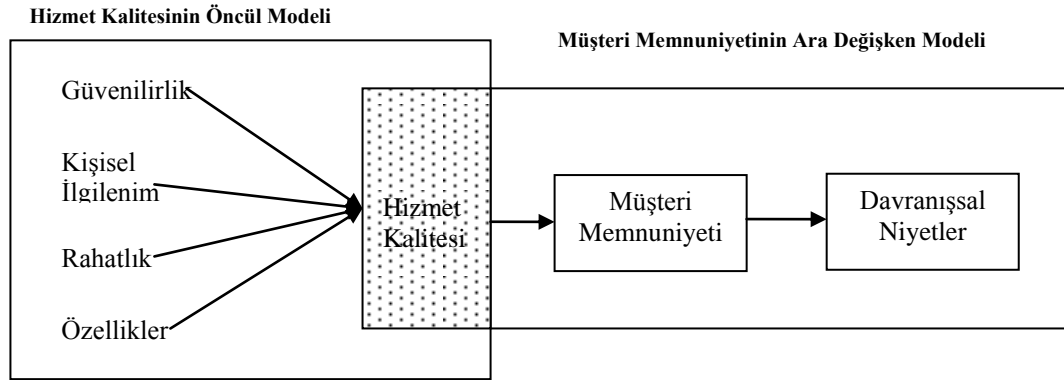 Hizmet Kalitesinin Öncül Modeli
Müşteri Memnuniyetinin Ara Değişken Modeli
Güvenilirlik
Kişisel
İlgilenim
Rahatlık
Özellikler
Hizmet
Kalitesi
Müşteri
Memnuniyeti
Davranışsal
Niyetler